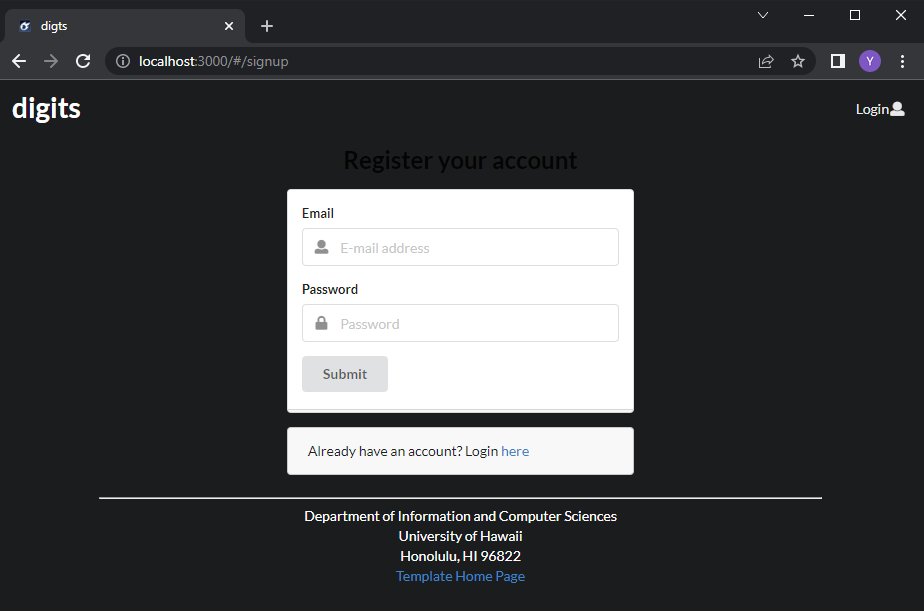 digts
localhost:3000/#/signup
Y
digits
Login
Register your account
Email
E-mail address
Password
Password
Submit
Already have an account? Login here
Department of Information and Computer Sciences
University of Hawaii
Honolulu, HI 96822
Template Home Page